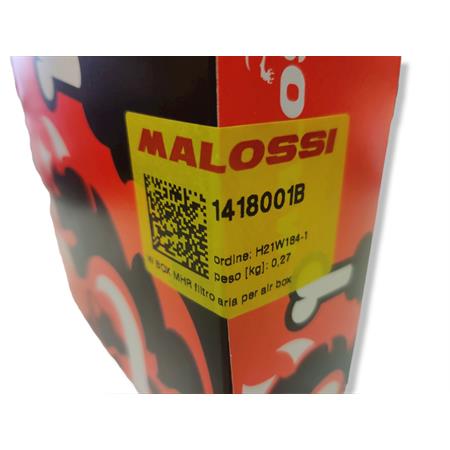 MALOSSI
1418001B
ordine: H21W184-1
peso [kg]: 0,27
W BOX MHR filtro aria per air box